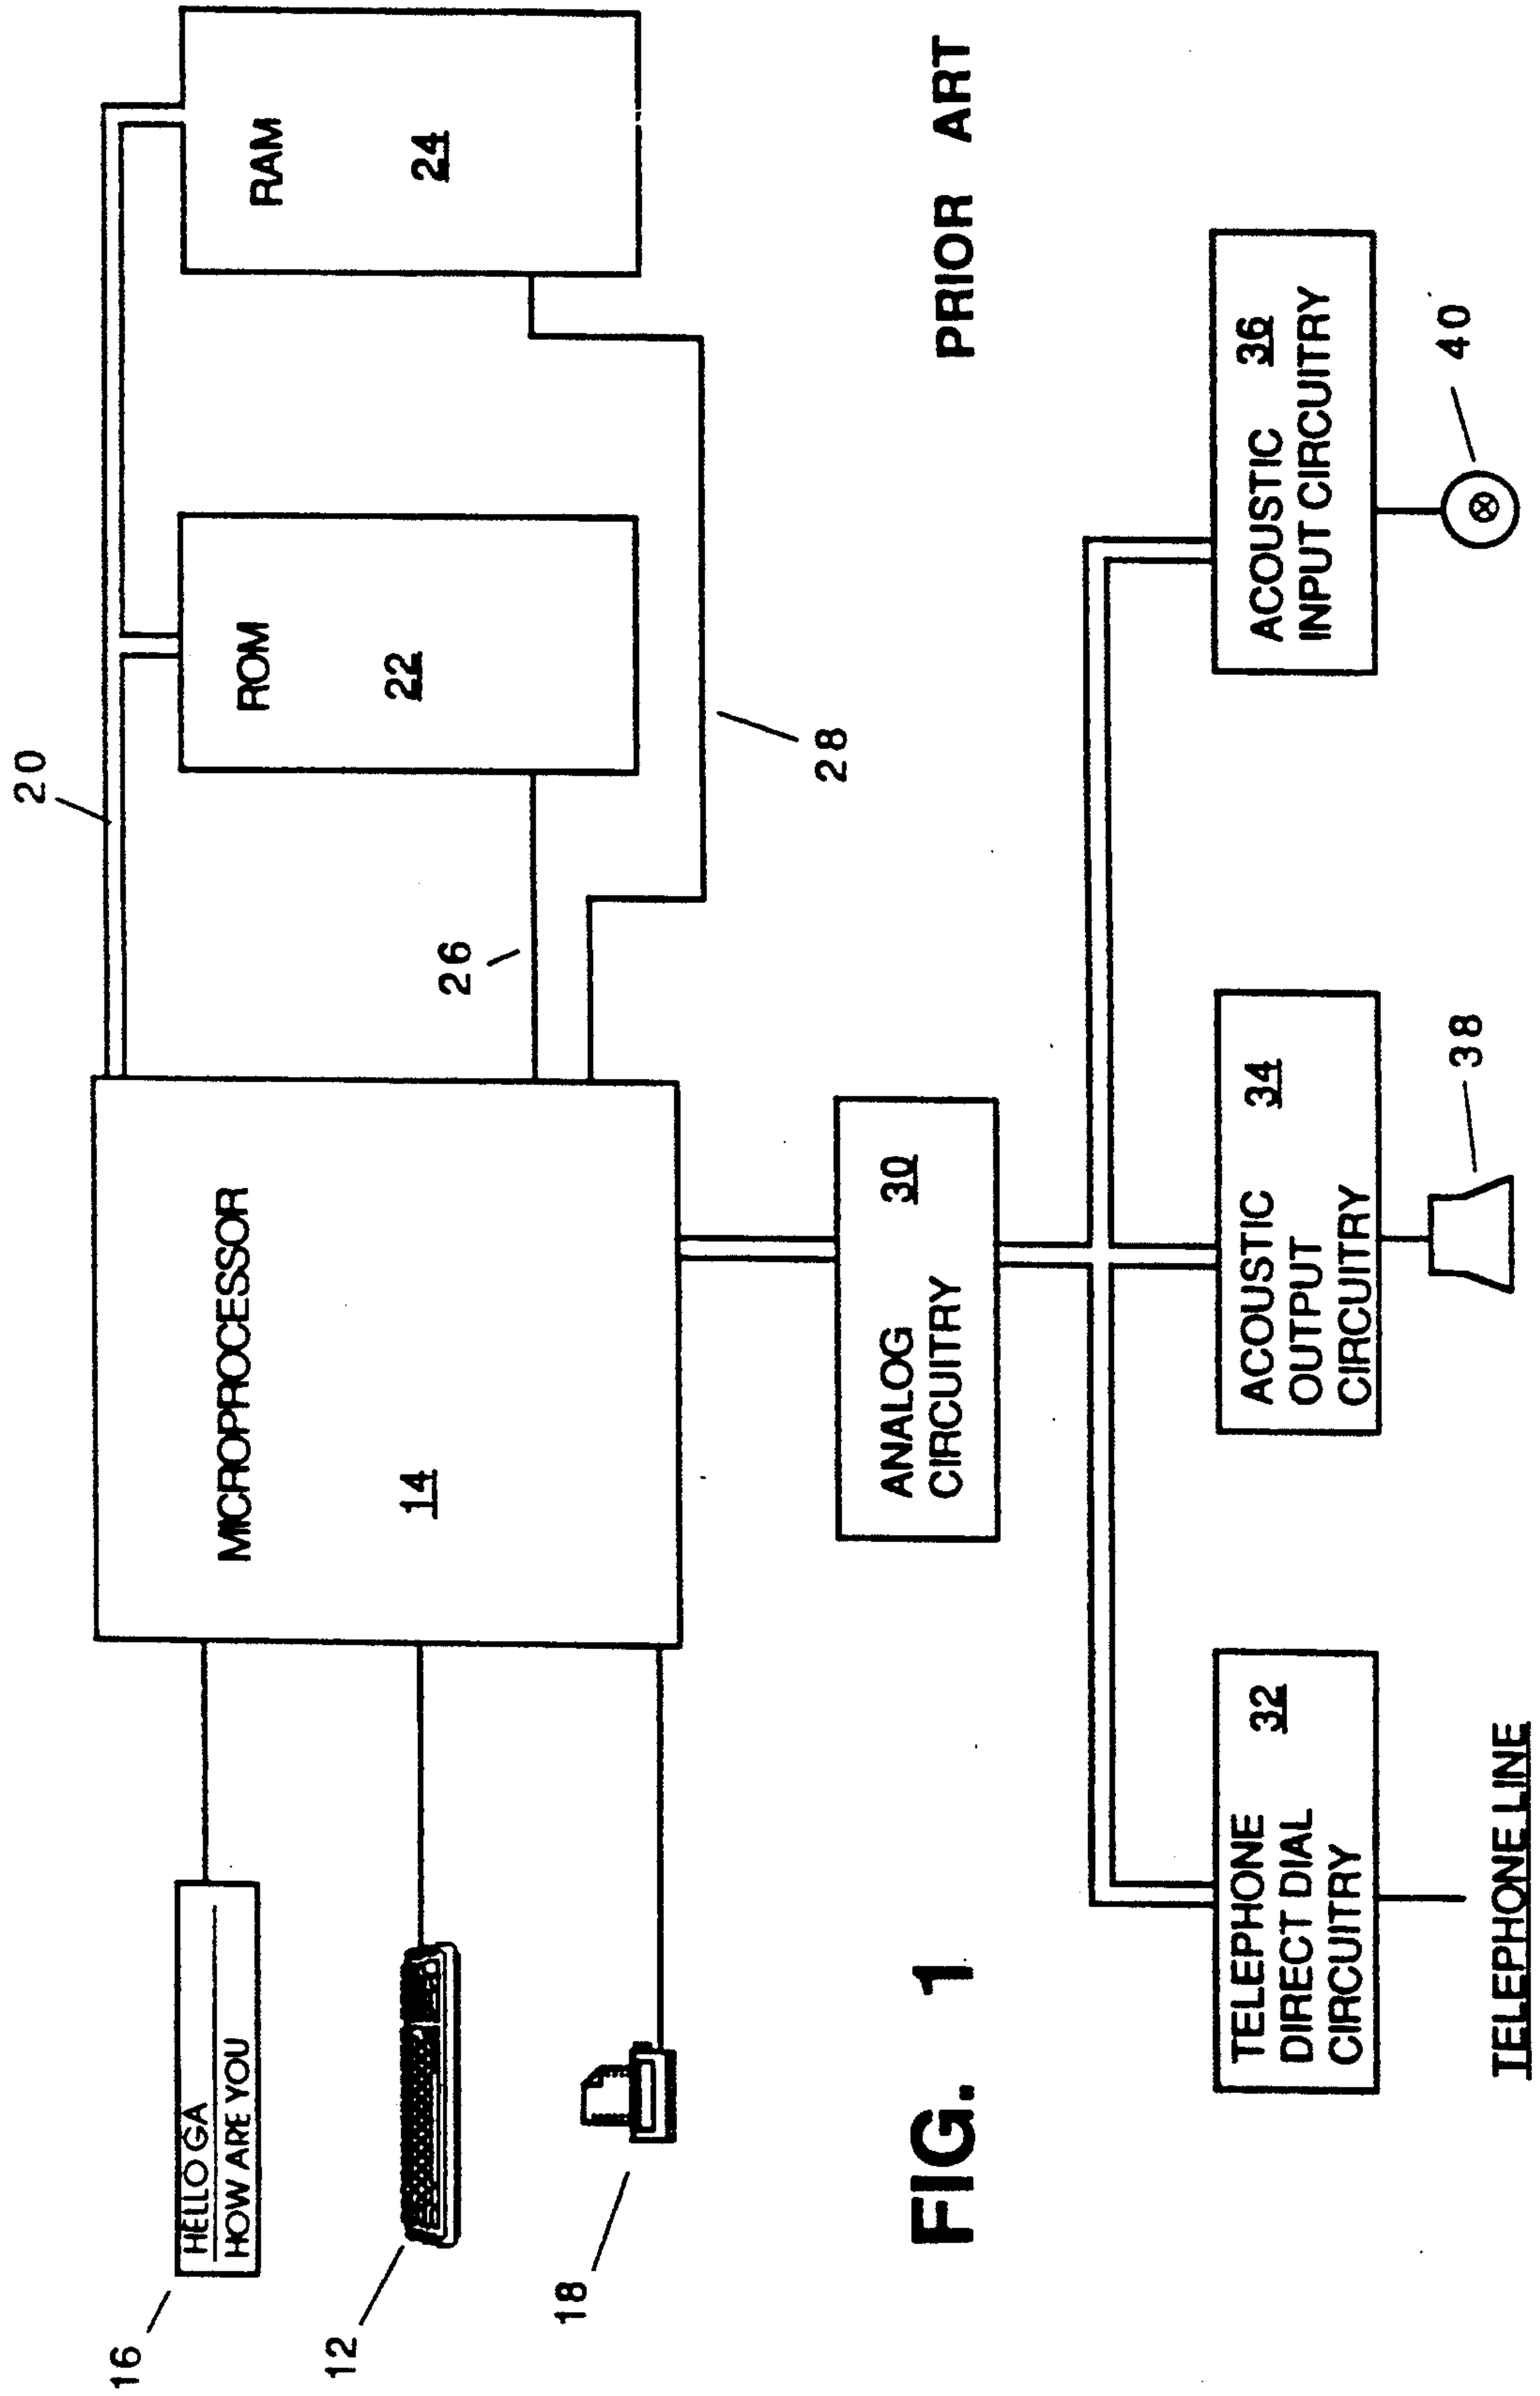 20
16
HELLO GA
HOW ARE YOU
MICROPROCESSOR
14
ROM
22
RAM
24
12
26
18
28
ANALOG
CIRCUITRY
30
FIG. 1
PRIOR ART
TELEPHONE
DIRECT DIAL
CIRCUITRY
32
ACOUSTIC
OUTPUT
CIRCUITRY
34
ACOUSTIC
INPUT CIRCUITRY
36
38
40
TELEPHONE LINE